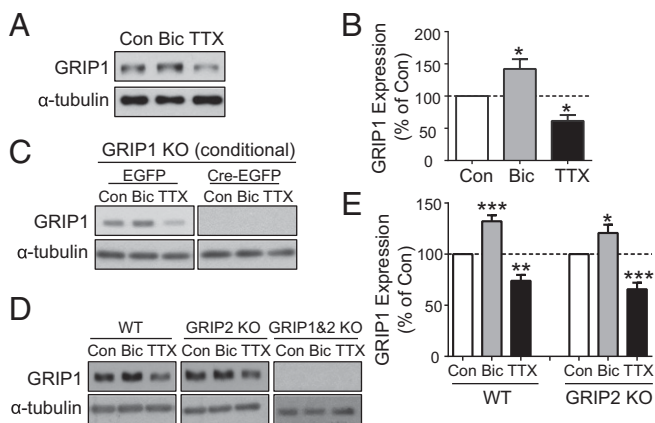 A
Con Bic TTX
GRIP1
α-tubulin
B
GRIP1 Expression
(% of Con)
200
150
100
50
0
*
*
Con Bic TTX
C
GRIP1 KO (conditional)
EGFP Cre-EGFP
Con Bic TTX Con Bic TTX
GRIP1
α-tubulin
D
WT GRIP2 KO GRIP1&2 KO
Con Bic TTX Con Bic TTX Con Bic TTX
GRIP1
α-tubulin
E
GRIP1 Expression
(% of Con)
150
100
50
0
*** ** * ***
Con Bic TTX Con Bic TTX
WT GRIP2 KO